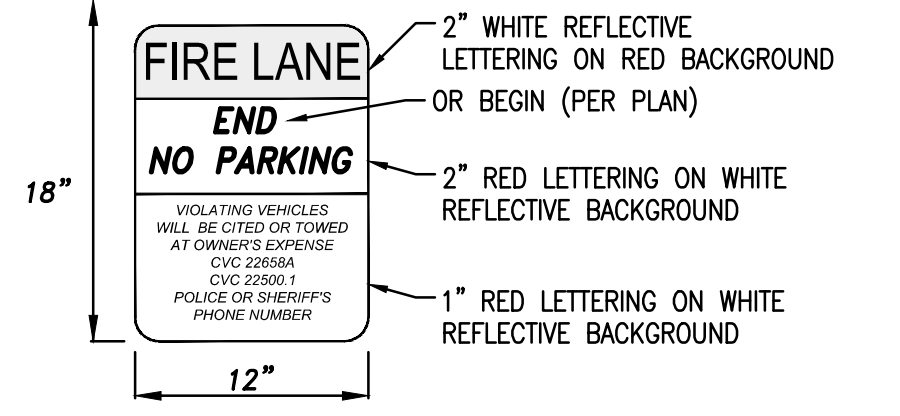 FIRE LANE
END
NO PARKING
VIOLATING VEHICLES
WILL BE CITED OR TOWED
AT OWNER'S EXPENSE
CVC 22658A
CVC 22500.1
POLICE OR SHERIFF'S
PHONE NUMBER
18”
12”
2” WHITE REFLECTIVE
LETTERING ON RED BACKGROUND
OR BEGIN (PER PLAN)
2” RED LETTERING ON WHITE
REFLECTIVE BACKGROUND
1” RED LETTERING ON WHITE
REFLECTIVE BACKGROUND